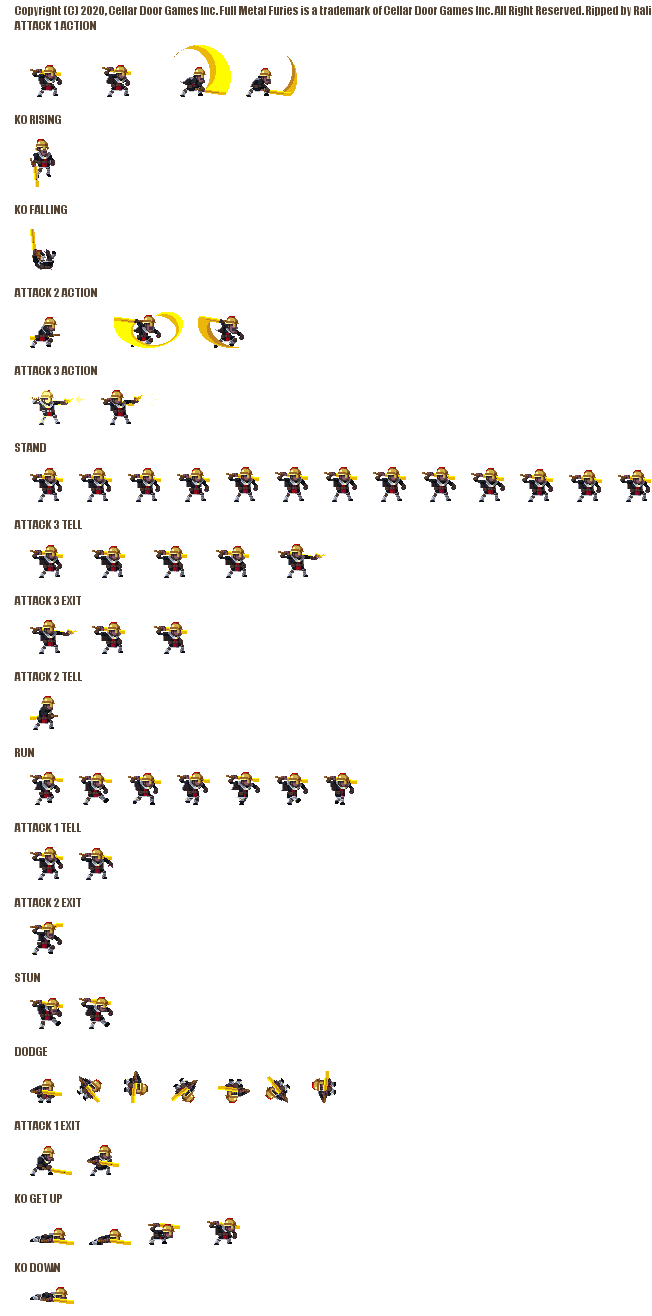 Copyright (C) 2020, Cellar Door Games Inc. Full Metal Furies is a trademark of Cellar Door Games Inc. All Right Reserved. Ripped by Rali
ATTACK 1 ACTION
KO RISING
KO FALLING
ATTACK 2 ACTION
ATTACK 3 ACTION
STAND
ATTACK 3 TELL
ATTACK 3 EXIT
ATTACK 2 TELL
RUN
ATTACK 1 TELL
ATTACK 2 EXIT
STUN
DODGE
ATTACK 1 EXIT
KO GET UP
KO DOWN